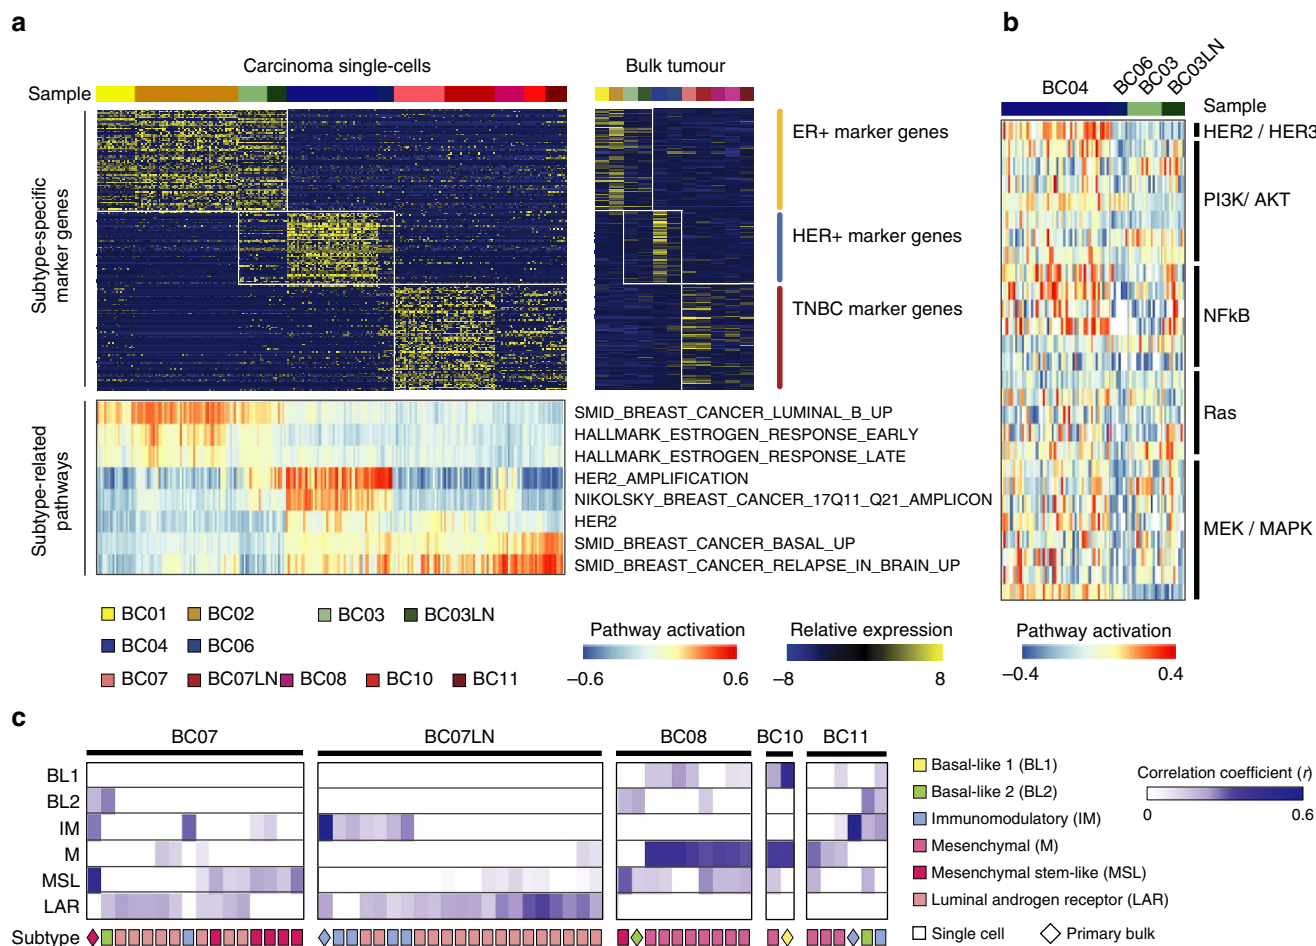 a
Carcinoma single-cells
Bulk tumour
Sample
Subtype-specific
marker genes
ER+ marker genes
HER+ marker genes
TNBC marker genes
Subtype-related
pathways
SMID_BREAST_CANCER_LUMINAL_B_UP
HALLMARK_ESTROGEN_RESPONSE_EARLY
HALLMARK_ESTROGEN_RESPONSE_LATE
HER2_AMPLIFICATION
NIKOLSKY_BREAST_CANCER_17Q11_Q21_AMPLICON
HER2
SMID_BREAST_CANCER_BASAL_UP
SMID_BREAST_CANCER_RELAPSE_IN_BRAIN_UP
BC01 BC02 BC03 BC03LN
BC04 BC06
BC07 BC07LN BC08 BC10 BC11
Pathway activation
–0.6 0.6
Relative expression
–8 8
b
BC04 BC06 BC03 BC03LN
Sample
HER2 / HER3
PI3K/ AKT
NFkB
Ras
MEK / MAPK
Pathway activation
–0.4 0.4
c
BC07 BC07LN BC08 BC10 BC11
BL1
BL2
IM
M
MSL
LAR
Subtype
Basal-like 1 (BL1)
Basal-like 2 (BL2)
Immunomodulatory (IM)
Mesenchymal (M)
Mesenchymal stem-like (MSL)
Luminal androgen receptor (LAR)
Single cell Primary bulk
Correlation coefficient (r)
0 0.6